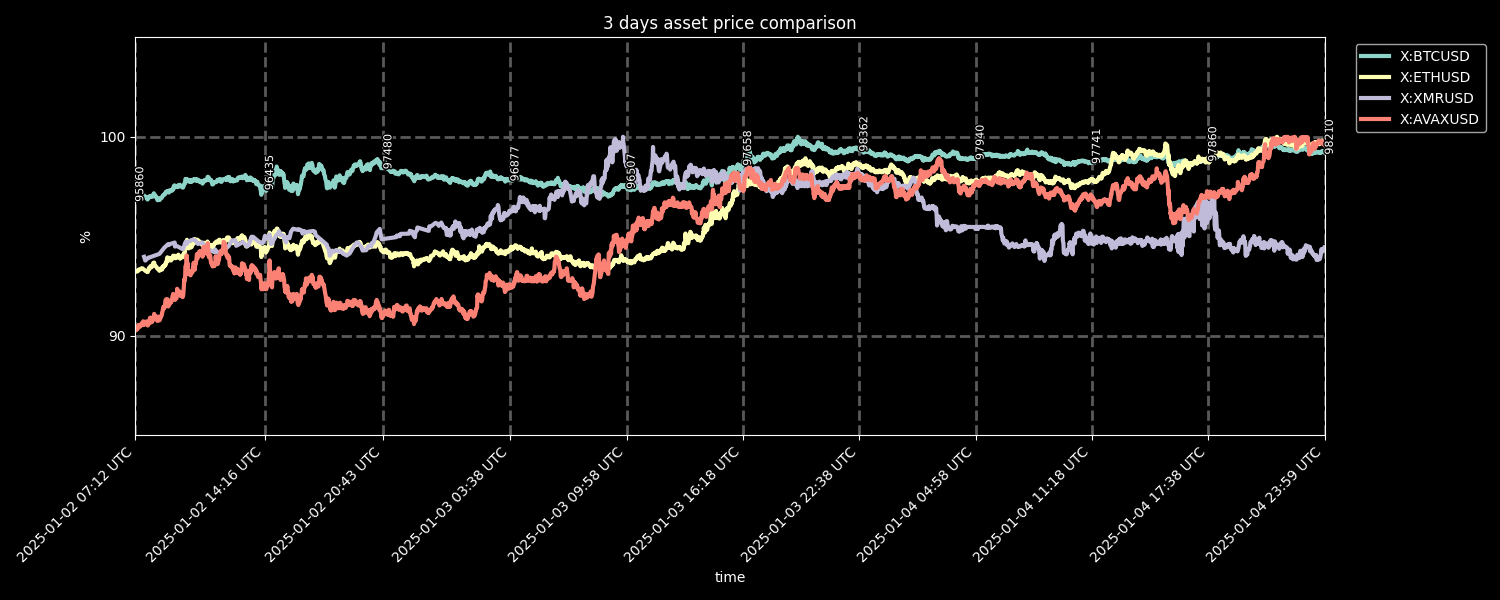 3 days asset price comparison
X:BTCUSD
X:ETHUSD
X:XMRUSD
X:AVAXUSD
100
90
%
95860
96435
97480
96877
96507
97658
98362
97940
97741
97860
98210
2025-01-02 07:12 UTC
2025-01-02 14:16 UTC
2025-01-02 20:43 UTC
2025-01-03 03:38 UTC
2025-01-03 09:58 UTC
2025-01-03 16:18 UTC
2025-01-03 22:38 UTC
2025-01-04 04:58 UTC
2025-01-04 11:18 UTC
2025-01-04 17:38 UTC
2025-01-04 23:59 UTC
time